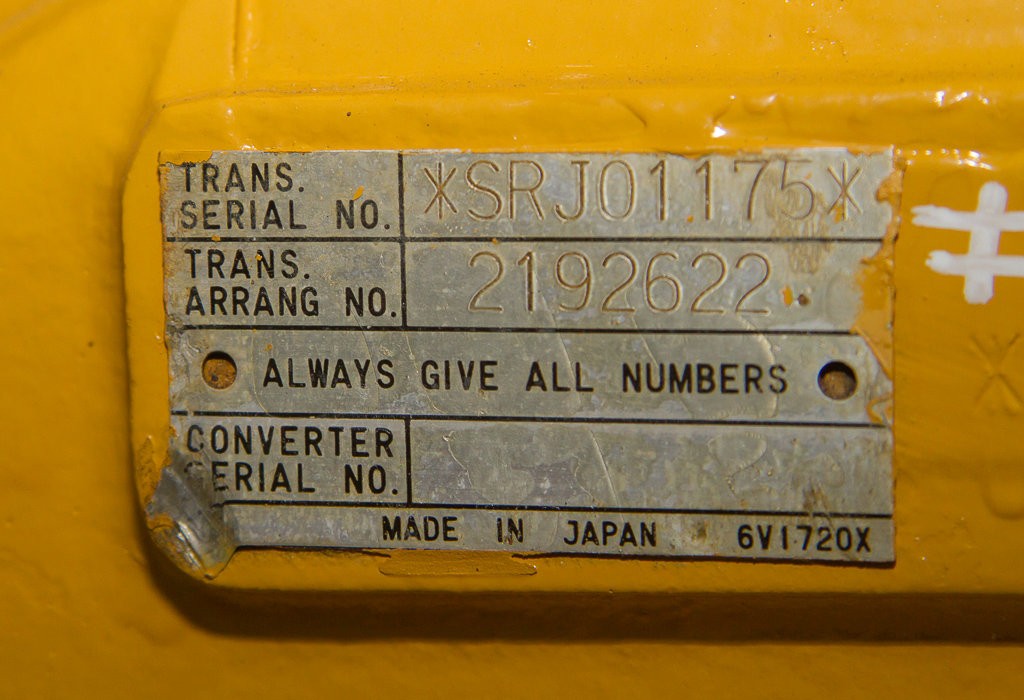 TRANS.
SERIAL NO.
*SRJ01175*
TRANS.
ARRANG NO.
2192622
ALWAYS GIVE ALL NUMBERS
CONVERTER
SERIAL NO.
MADE IN JAPAN 6V1720X
#